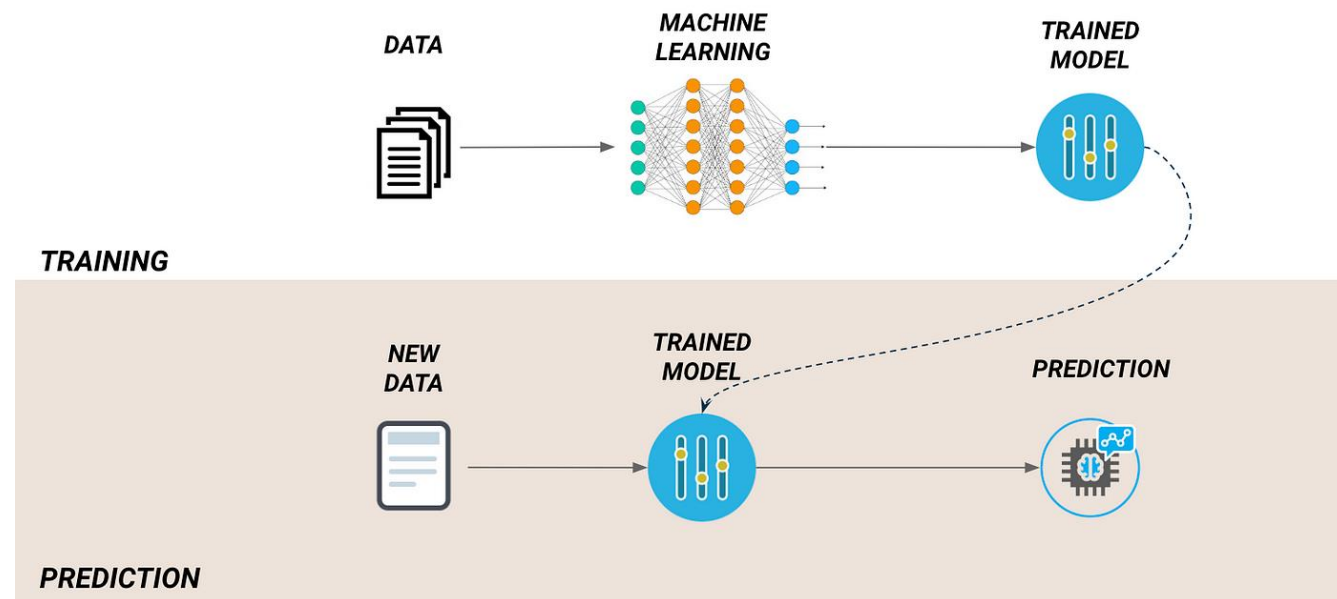 DATA
MACHINE
LEARNING
TRAINED
MODEL
TRAINING
NEW
DATA
TRAINED
MODEL
PREDICTION
PREDICTION